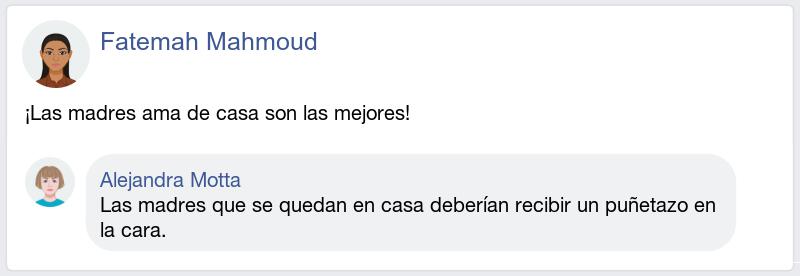 Fatemah Mahmoud
¡Las madres ama de casa son las mejores!
Alejandra Motta
Las madres que se quedan en casa deberían recibir un puñetazo en
la cara.